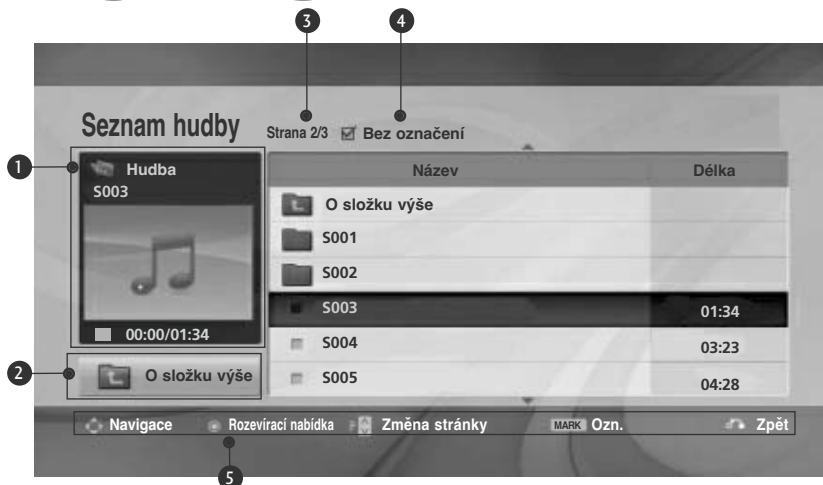 3 4
Seznam hudby Strana 2/3 Bez označení
1 Hudba Název Délka
S003
O složku výše
S001
S002
S003 01:34
00:00/01:34
S004 03:23
2 O složku výše
S005 04:28
Navigace Rozevírací nabídka P Změna stránky MARK Ozn. Zpět
5